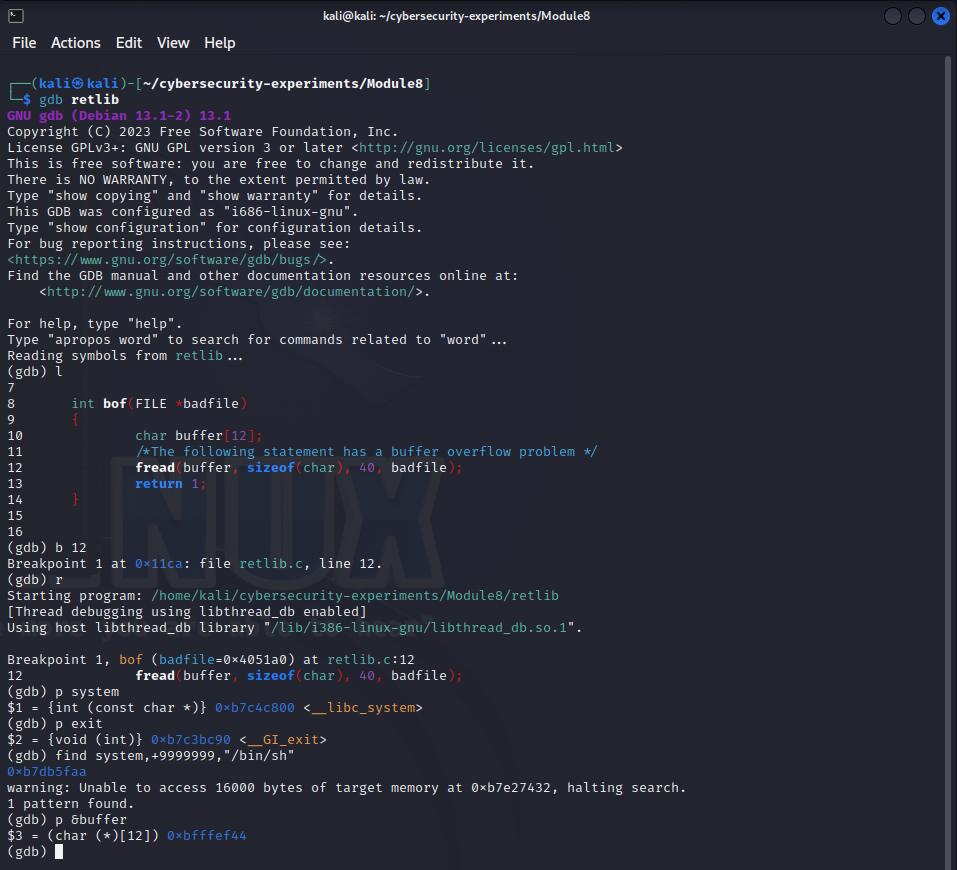 kali@kali: ~/cybersecurity-experiments/Module8
File Actions Edit View Help
┌──(kali㉿kali)-[~/cybersecurity-experiments/Module8]
└─$ gdb retlib
GNU gdb (Debian 13.1-2) 13.1
Copyright (C) 2023 Free Software Foundation, Inc.
License GPLv3+: GNU GPL version 3 or later <http://gnu.org/licenses/gpl.html>
This is free software: you are free to change and redistribute it.
There is NO WARRANTY, to the extent permitted by law.
Type "show copying" and "show warranty" for details.
This GDB was configured as "i686-linux-gnu".
Type "show configuration" for configuration details.
For bug reporting instructions, please see:
<https://www.gnu.org/software/gdb/bugs/>.
Find the GDB manual and other documentation resources online at:
    <http://www.gnu.org/software/gdb/documentation/>.
For help, type "help".
Type "apropos word" to search for commands related to "word"...
Reading symbols from retlib...
(gdb) l
7
8       int bof(FILE *badfile)
9       {
10              char buffer[12];
11              /*The following statement has a buffer overflow problem */
12              fread(buffer, sizeof(char), 40, badfile);
13              return 1;
14      }
15
16
(gdb) b 12
Breakpoint 1 at 0x11ca: file retlib.c, line 12.
(gdb) r
Starting program: /home/kali/cybersecurity-experiments/Module8/retlib
[Thread debugging using libthread_db enabled]
Using host libthread_db library "/lib/i386-linux-gnu/libthread_db.so.1".
Breakpoint 1, bof (badfile=0x4051a0) at retlib.c:12
12              fread(buffer, sizeof(char), 40, badfile);
(gdb) p system
$1 = {int (const char *)} 0xb7c4c800 <__libc_system>
(gdb) p exit
$2 = {void (int)} 0xb7c3bc90 <__GI_exit>
(gdb) find system,+9999999,"/bin/sh"
0xb7db5faa
warning: Unable to access 16000 bytes of target memory at 0xb7e27432, halting search.
1 pattern found.
(gdb) p &buffer
$3 = (char (*)[12]) 0xbfffef44
(gdb)